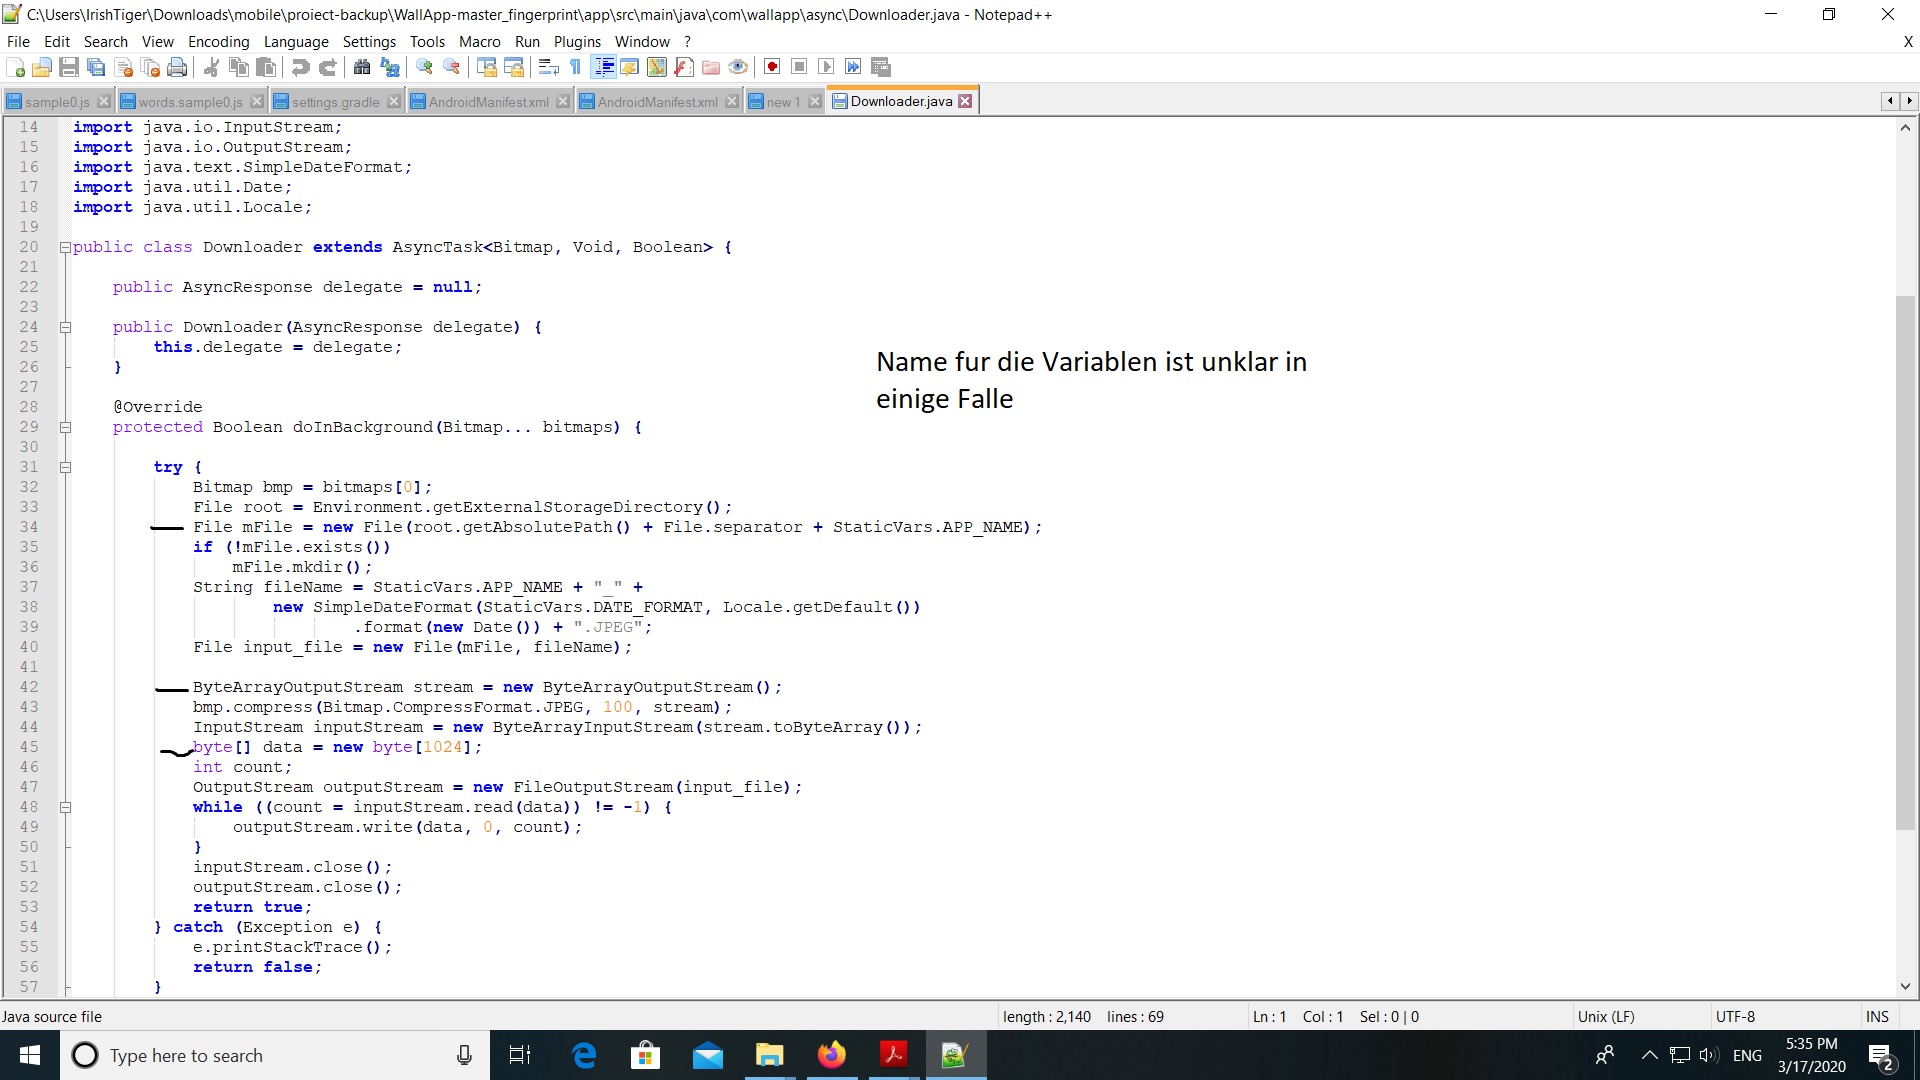 C:\Users\IrishTiger\Downloads\mobile\proiect-backup\WallApp-master_fingerprint\app\src\main\java\com\wallapp\async\Downloader.java - Notepad++
File Edit Search View Encoding Language Settings Tools Macro Run Plugins Window ? X
sample0.js words.sample0.js settings.gradle AndroidManifest.xml AndroidManifest.xml new 1 Downloader.java
14 import java.io.InputStream;
15 import java.io.OutputStream;
16 import java.text.SimpleDateFormat;
17 import java.util.Date;
18 import java.util.Locale;
19
20 public class Downloader extends AsyncTask<Bitmap, Void, Boolean> {
21
22 public AsyncResponse delegate = null;
23
24 public Downloader(AsyncResponse delegate) {
25 this.delegate = delegate;
26 }
27
28 @Override
29 protected Boolean doInBackground(Bitmap... bitmaps) {
30
31 try {
32 Bitmap bmp = bitmaps[0];
33 File root = Environment.getExternalStorageDirectory();
34 File mFile = new File(root.getAbsolutePath() + File.separator + StaticVars.APP_NAME);
35 if (!mFile.exists())
36 mFile.mkdir();
37 String fileName = StaticVars.APP_NAME + "_" +
38 new SimpleDateFormat(StaticVars.DATE_FORMAT, Locale.getDefault())
39 .format(new Date()) + ".JPEG";
40 File input_file = new File(mFile, fileName);
41
42 ByteArrayOutputStream stream = new ByteArrayOutputStream();
43 bmp.compress(Bitmap.CompressFormat.JPEG, 100, stream);
44 InputStream inputStream = new ByteArrayInputStream(stream.toByteArray());
45 byte[] data = new byte[1024];
46 int count;
47 OutputStream outputStream = new FileOutputStream(input_file);
48 while ((count = inputStream.read(data)) != -1) {
49 outputStream.write(data, 0, count);
50 }
51 inputStream.close();
52 outputStream.close();
53 return true;
54 } catch (Exception e) {
55 e.printStackTrace();
56 return false;
57 }
Name fur die Variablen ist unklar in
einige Falle
Java source file length : 2,140 lines : 69 Ln : 1 Col : 1 Sel : 0 | 0 Unix (LF) UTF-8 INS
Type here to search
ENG
5:35 PM
3/17/2020
2